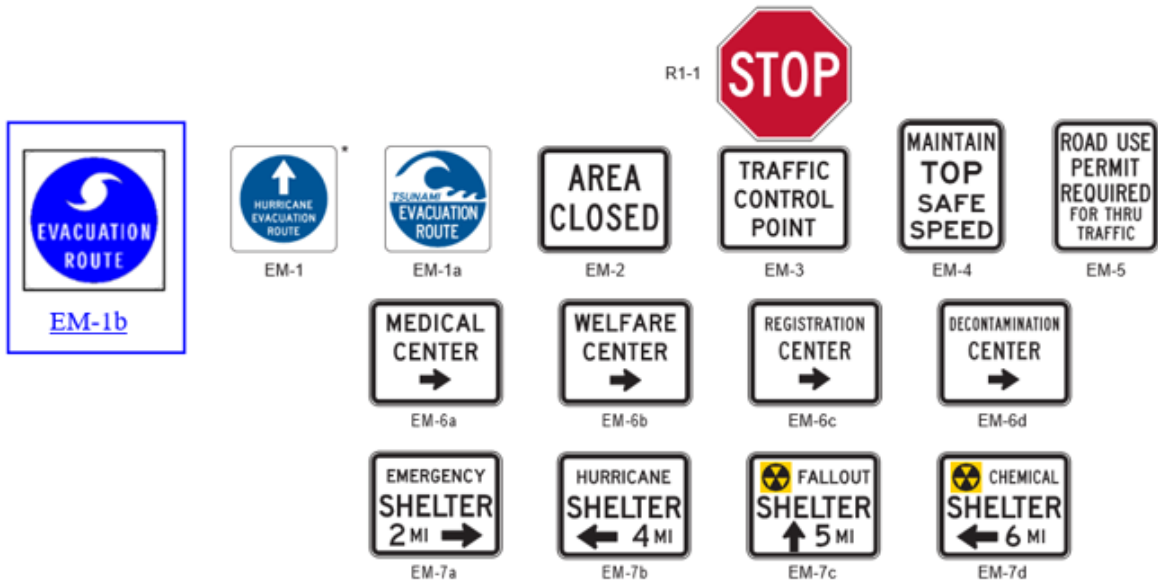 R1-1
STOP
EVACUATION
ROUTE
EM-1b
HURRICANE
EVACUATION
ROUTE
*
EM-1
TSUNAMI
EVACUATION
ROUTE
EM-1a
AREA
CLOSED
EM-2
TRAFFIC
CONTROL
POINT
EM-3
MAINTAIN
TOP
SAFE
SPEED
EM-4
ROAD USE
PERMIT
REQUIRED
FOR THRU
TRAFFIC
EM-5
MEDICAL
CENTER
EM-6a
WELFARE
CENTER
EM-6b
REGISTRATION
CENTER
EM-6c
DECONTAMINATION
CENTER
EM-6d
EMERGENCY
SHELTER
2 MI
EM-7a
HURRICANE
SHELTER
4 MI
EM-7b
FALLOUT
SHELTER
5 MI
EM-7c
CHEMICAL
SHELTER
6 MI
EM-7d